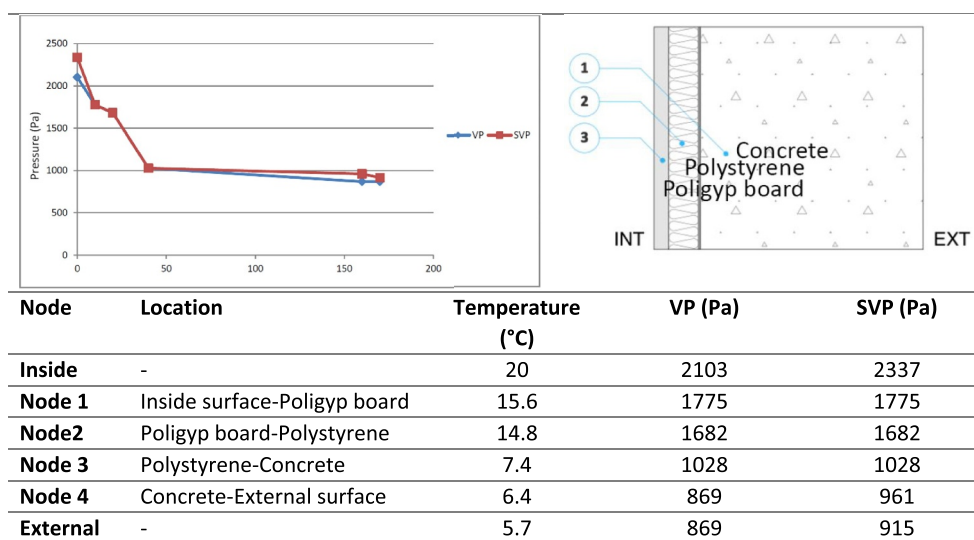 2500
2000
1500
1000
500
0
Pressure (Pa)
0 50 100 150 200
VP SVP
1
2
3
Concrete
Polystyrene
Poligyp board
INT EXT
Node Location Temperature (°C) VP (Pa) SVP (Pa)
Inside - 20 2103 2337
Node 1 Inside surface-Poligyp board 15.6 1775 1775
Node2 Poligyp board-Polystyrene 14.8 1682 1682
Node 3 Polystyrene-Concrete 7.4 1028 1028
Node 4 Concrete-External surface 6.4 869 961
External - 5.7 869 915